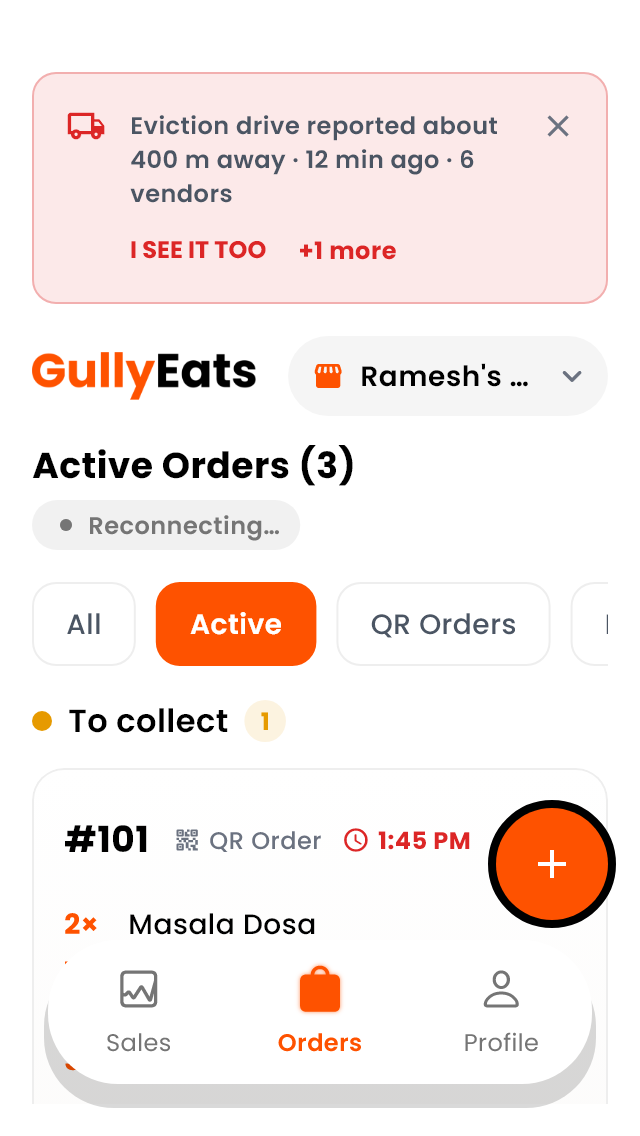 Eviction drive reported about
400 m away · 12 min ago · 6
vendors
I SEE IT TOO +1 more
GullyEats
Ramesh's ...
Active Orders (3)
Reconnecting...
All Active QR Orders
To collect 1
#101 QR Order 1:45 PM
2× Masala Dosa
Sales Orders Profile